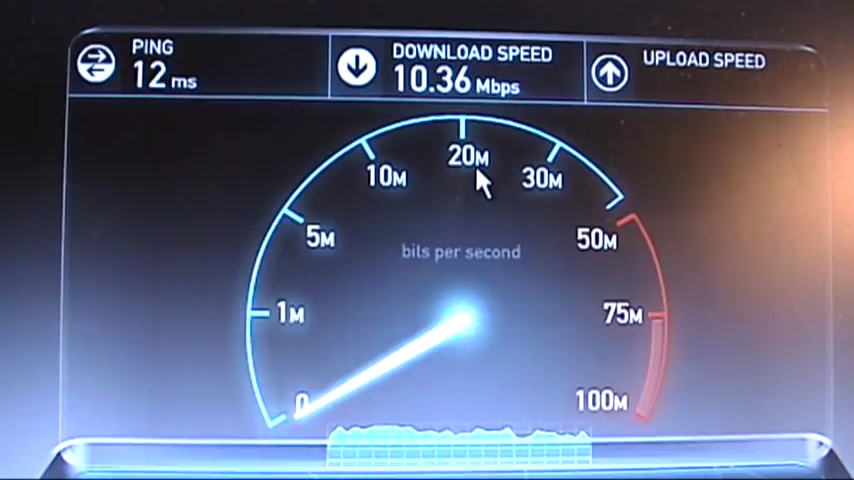 PING
12 ms
DOWNLOAD SPEED
10.36 Mbps
UPLOAD SPEED
20M
10M
30M
5M
50M
bits per second
1M
75M
0
100M